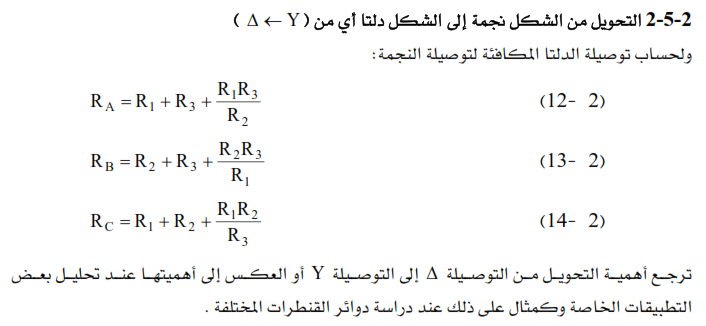 2-5-2 التحويل من الشكل نجمة إلى الشكل دلتا أي من ( Δ ← Y )
ولحساب توصيلة الدلتا المكافئة لتوصيلة النجمة:
R_A = R_1 + R_3 + \frac{R_1 R_3}{R_2} (12- 2)
R_B = R_2 + R_3 + \frac{R_2 R_3}{R_1} (13- 2)
R_C = R_1 + R_2 + \frac{R_1 R_2}{R_3} (14- 2)
ترجع أهمية التحويل من التوصيلة Δ إلى التوصيلة Y أو العكس إلى أهميتها عند تحليل بعض
التطبيقات الخاصة وكمثال على ذلك عند دراسة دوائر القنطرات المختلفة .